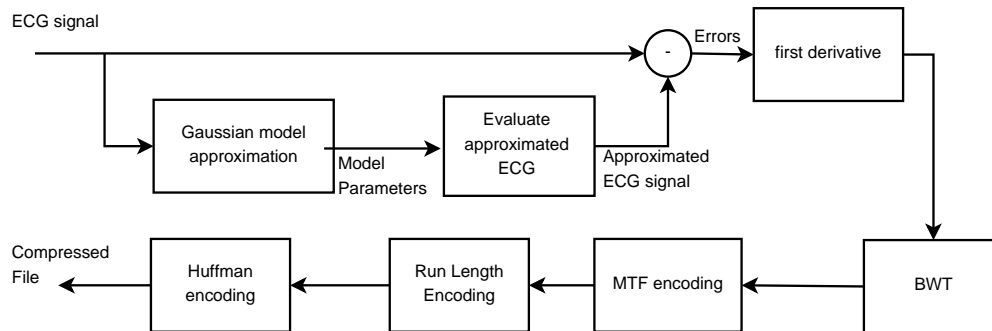 ECG signal
-
Errors
first derivative
Gaussian model
approximation
Model
Parameters
Evaluate
approximated
ECG
Approximated
ECG signal
Compressed
File
Huffman
encoding
Run Length
Encoding
MTF encoding
BWT